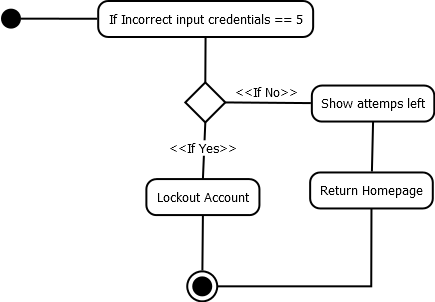 If Incorrect input credentials == 5
<<If No>>
Show attemps left
<<If Yes>>
Lockout Account
Return Homepage